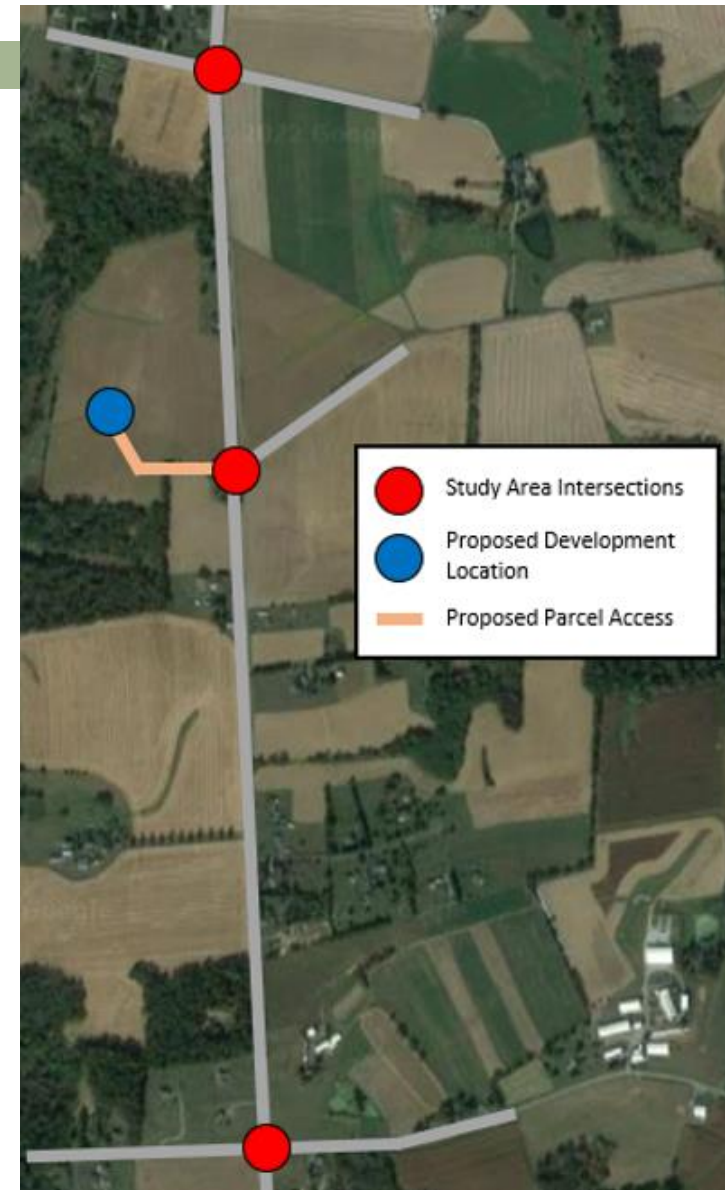 Study Area Intersections
Proposed Development
Location
Proposed Parcel Access